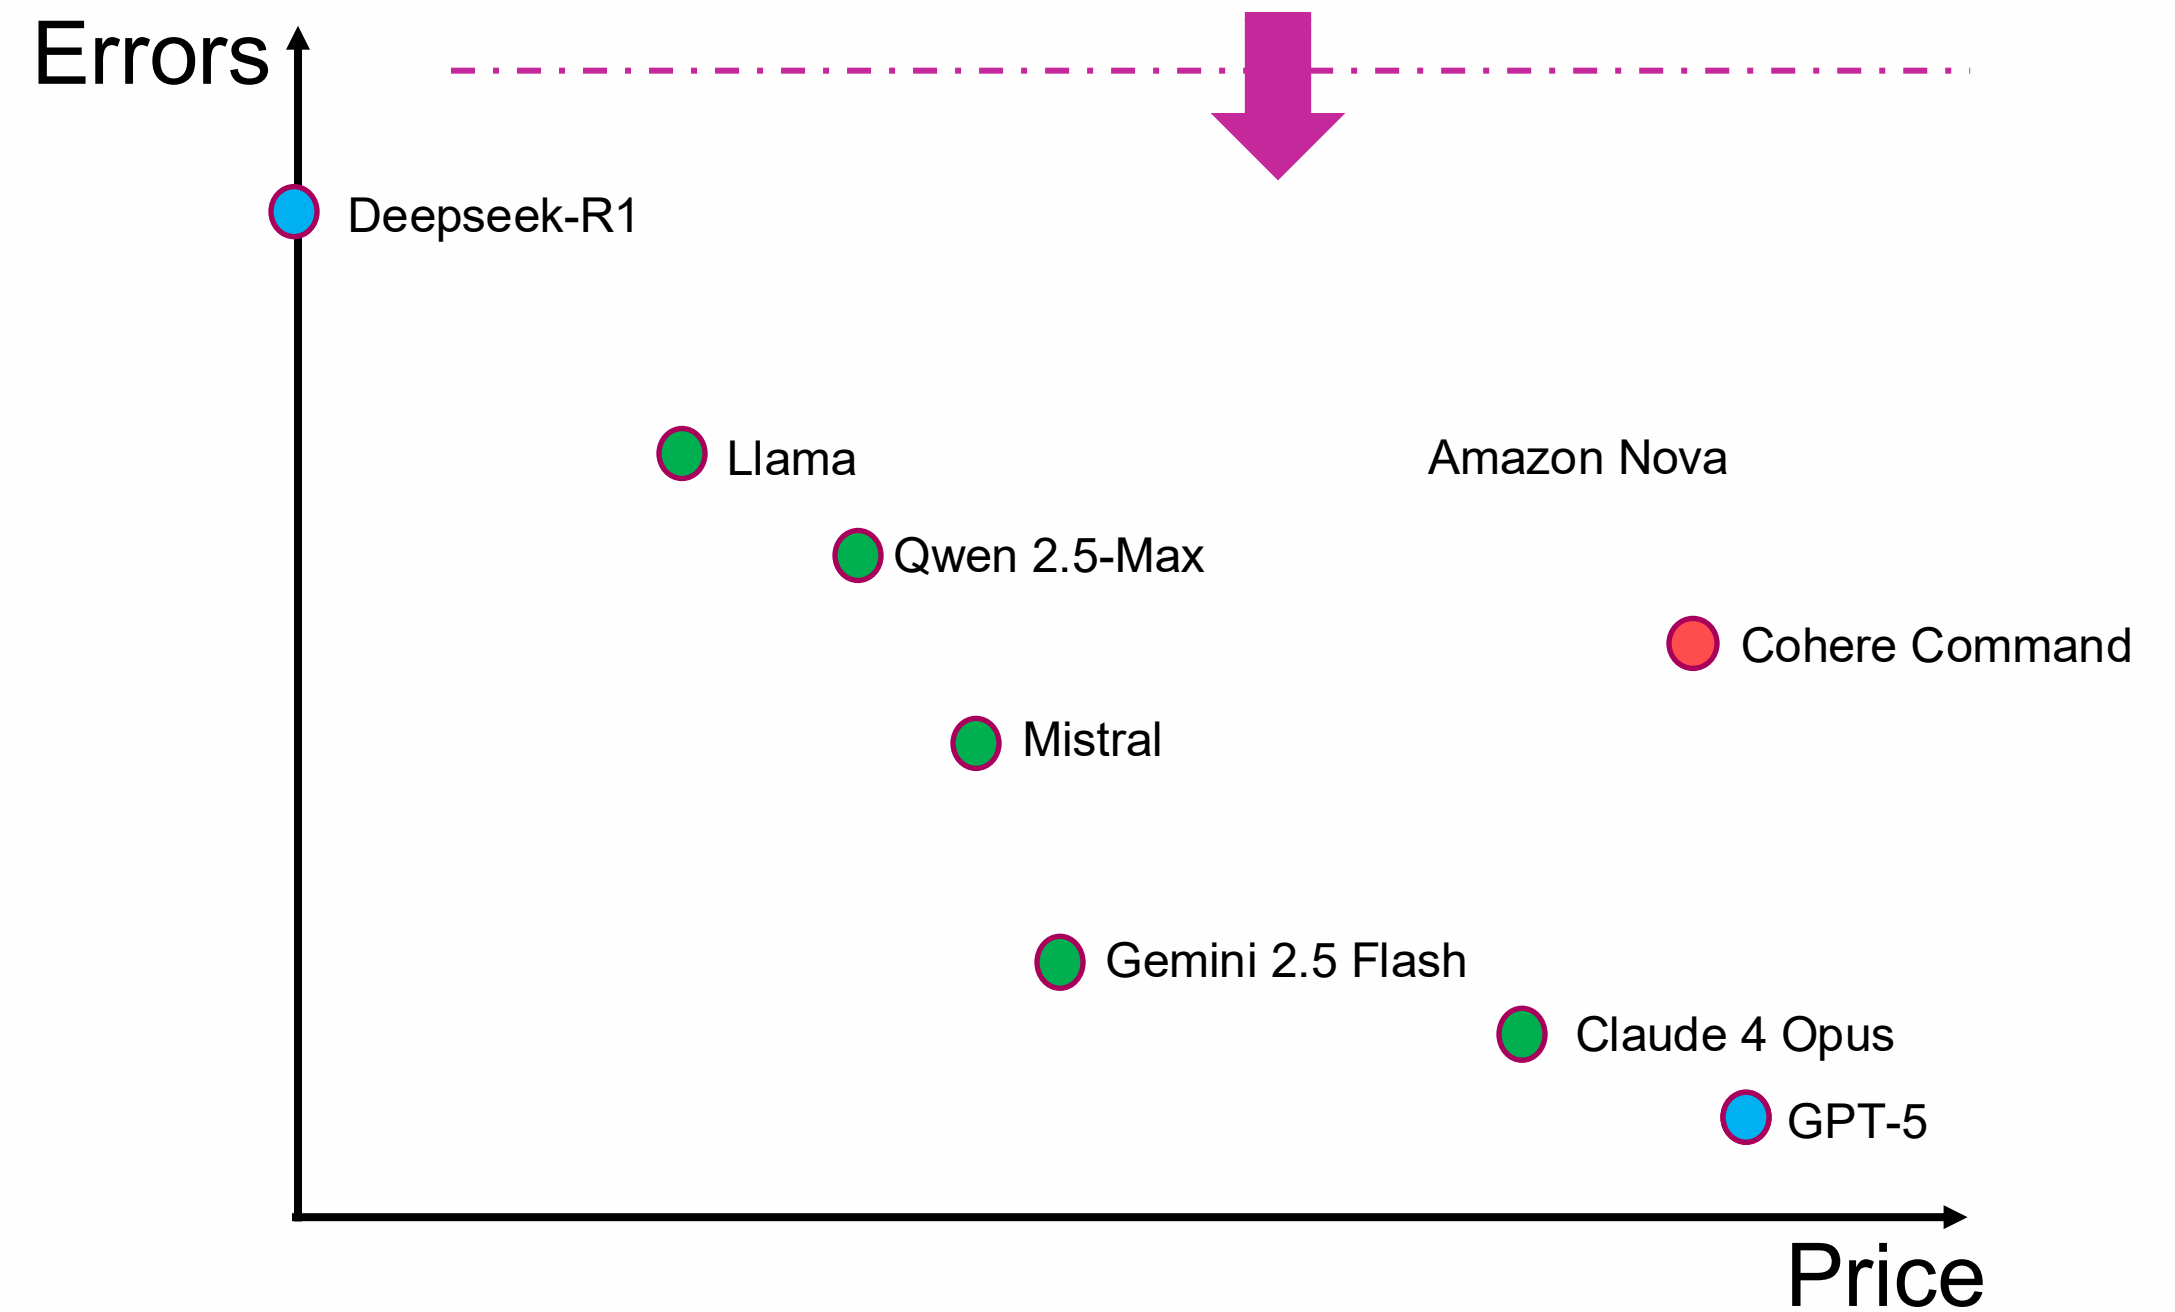 Errors
Deepseek-R1
Llama
Amazon Nova
Qwen 2.5-Max
Cohere Command
Mistral
Gemini 2.5 Flash
Claude 4 Opus
GPT-5
Price